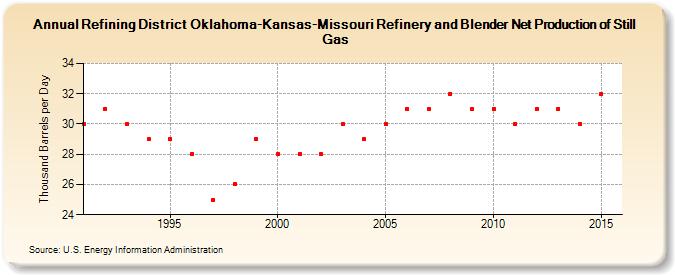 Annual Refining District Oklahoma-Kansas-Missouri Refinery and Blender Net Production of Still
Gas
Thousand Barrels per Day
34
32
30
28
26
24
1995
2000
2005
2010
2015
Source: U.S. Energy Information Administration